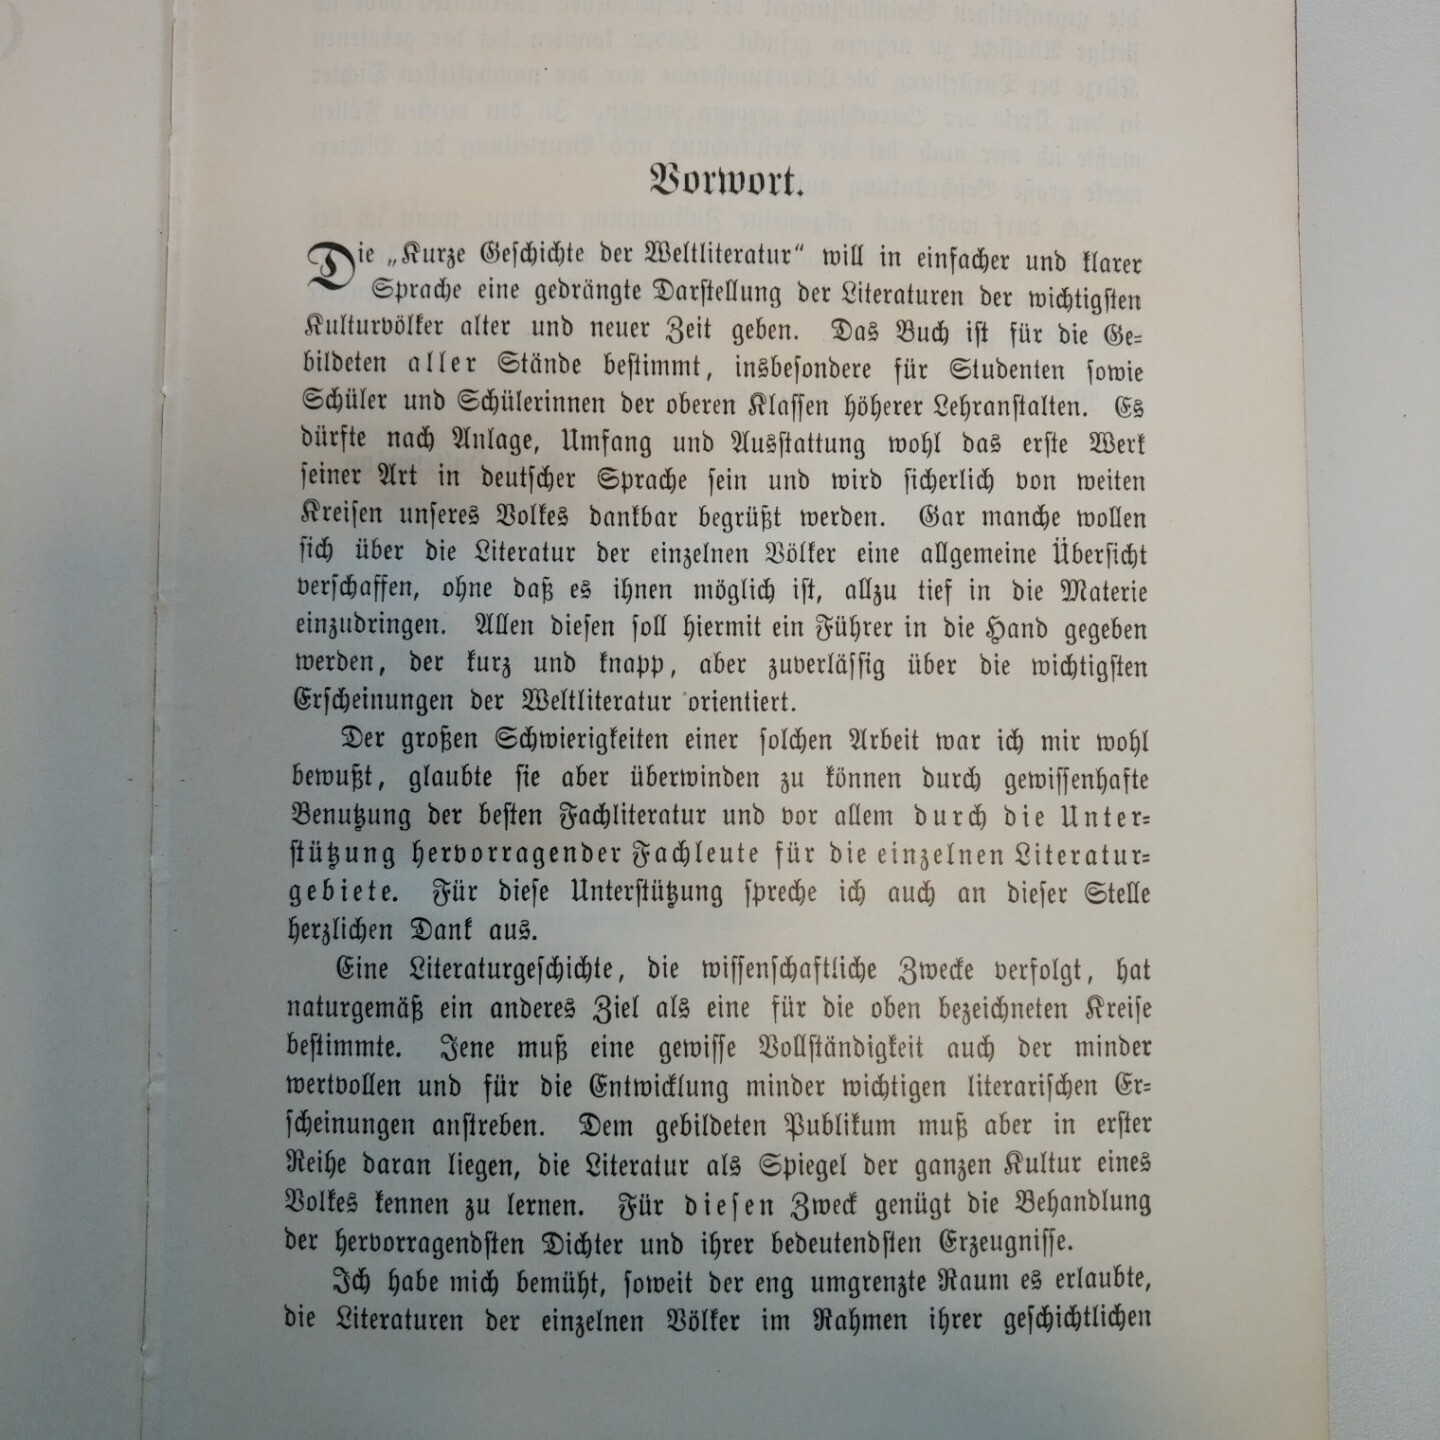 Vorwort.
Die „Kurze Geschichte der Weltliteratur“ will in einfacher und klarer
Sprache eine gedrängte Darstellung der Literaturen der wichtigsten
Kulturvölker alter und neuer Zeit geben. Das Buch ist für die Ge-
bildeten aller Stände bestimmt, insbesondere für Studenten sowie
Schüler und Schülerinnen der oberen Klassen höherer Lehranstalten. Es
dürfte nach Anlage, Umfang und Ausstattung wohl das erste Werk
seiner Art in deutscher Sprache sein und wird sicherlich von weiten
Kreisen unseres Volkes dankbar begrüßt werden. Gar manche wollen
sich über die Literatur der einzelnen Völker eine allgemeine Übersicht
verschaffen, ohne daß es ihnen möglich ist, allzu tief in die Materie
einzudringen. Allen diesen soll hiermit ein Führer in die Hand gegeben
werden, der kurz und knapp, aber zuverlässig über die wichtigsten
Erscheinungen der Weltliteratur orientiert.
Der großen Schwierigkeiten einer solchen Arbeit war ich mir wohl
bewußt, glaubte sie aber überwinden zu können durch gewissenhafte
Benutzung der besten Fachliteratur und vor allem durch die Unter-
stützung hervorragender Fachleute für die einzelnen Literatur-
gebiete. Für diese Unterstützung spreche ich auch an dieser Stelle
herzlichen Dank aus.
Eine Literaturgeschichte, die wissenschaftliche Zwecke verfolgt, hat
naturgemäß ein anderes Ziel als eine für die oben bezeichneten Kreise
bestimmte. Jene muß eine gewisse Vollständigkeit auch der minder
wertvollen und für die Entwicklung minder wichtigen literarischen Er-
scheinungen anstreben. Dem gebildeten Publikum muß aber in erster
Reihe daran liegen, die Literatur als Spiegel der ganzen Kultur eines
Volkes kennen zu lernen. Für diesen Zweck genügt die Behandlung
der hervorragendsten Dichter und ihrer bedeutendsten Erzeugnisse.
Ich habe mich bemüht, soweit der eng umgrenzte Raum es erlaubte,
die Literaturen der einzelnen Völker im Rahmen ihrer geschichtlichen